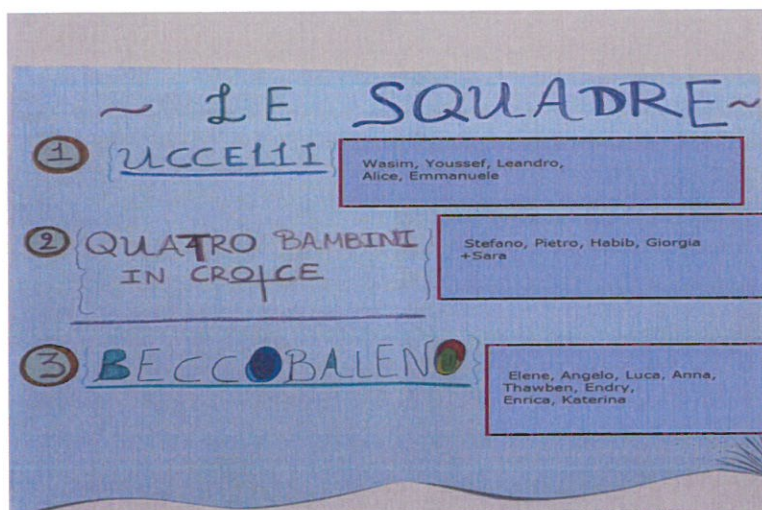 ~ LE SQUADRE ~
1 {UCCELLI}
Wasim, Youssef, Leandro,
Alice, Emmanuele
2 {QUATRO BAMBINI
IN CROCE}
Stefano, Pietro, Habib, Giorgia
+Sara
3 {BECCOBALENO}
Elene, Angelo, Luca, Anna,
Thawben, Endry,
Enrica, Katerina